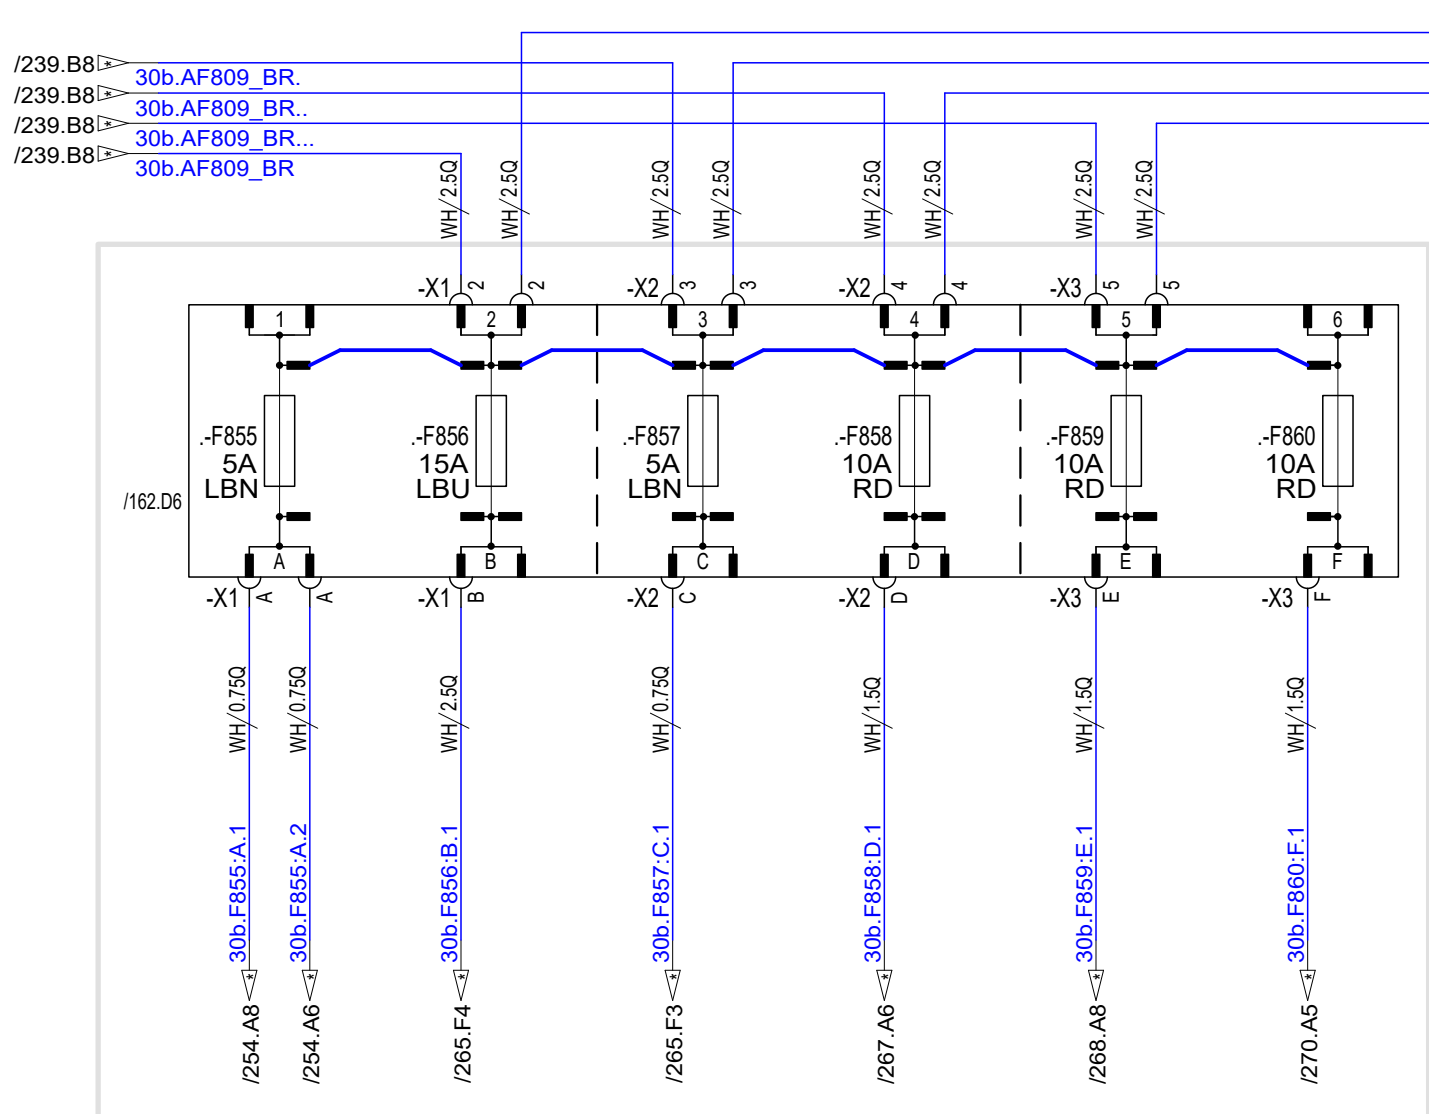 /239.B8 *
30b.AF809_BR.
/239.B8 *
30b.AF809_BR..
/239.B8 *
30b.AF809_BR...
/239.B8 *
30b.AF809_BR
WH/2.5Q WH/2.5Q WH/2.5Q WH/2.5Q WH/2.5Q WH/2.5Q WH/2.5Q WH/2.5Q
-X1 2 2 -X2 3 3 -X2 4 4 -X3 5 5
1 2 3 4 5 6
.-F855 .-F856 .-F857 .-F858 .-F859 .-F860
5A 15A 5A 10A 10A 10A
LBN LBU LBN RD RD RD
/162.D6
A B C D E F
-X1 A A -X1 B -X2 C -X2 D -X3 E -X3 F
WH/0.75Q WH/0.75Q WH/2.5Q WH/0.75Q WH/1.5Q WH/1.5Q WH/1.5Q
30b.F855:A.1 30b.F855:A.2 30b.F856:B.1 30b.F857:C.1 30b.F858:D.1 30b.F859:E.1 30b.F860:F.1
* * * * * * *
/254.A8 /254.A6 /265.F4 /265.F3 /267.A6 /268.A8 /270.A5